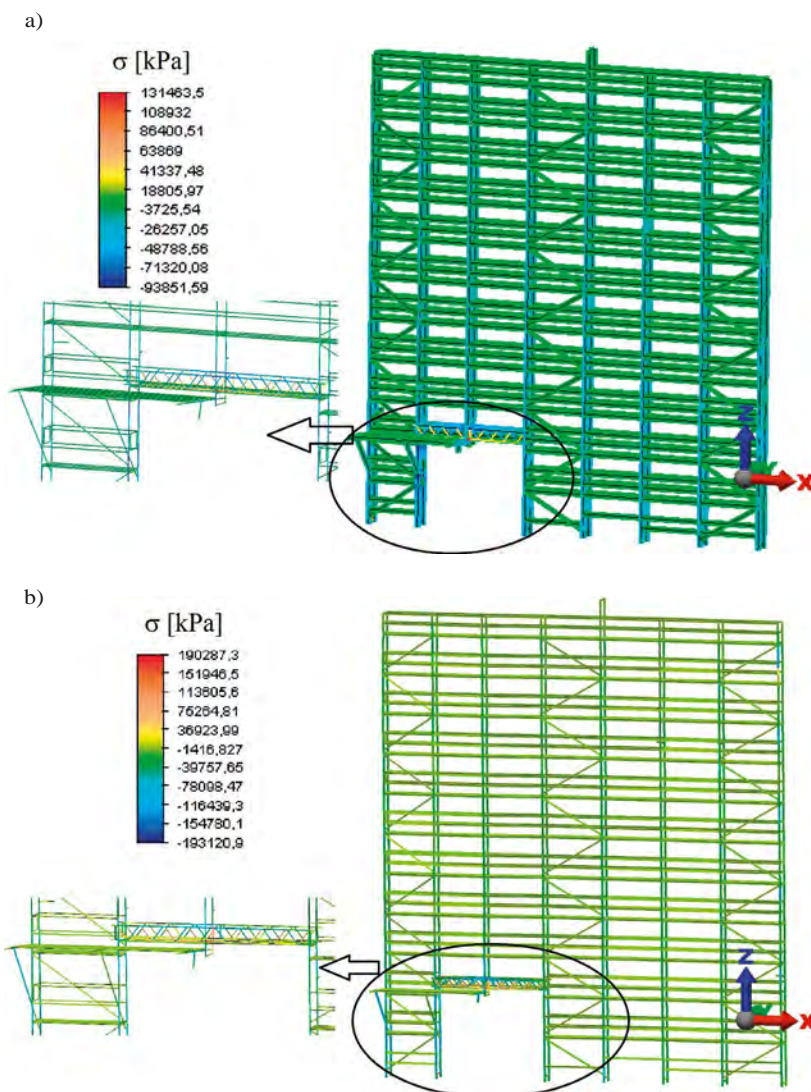 a)
σ [kPa]
131463,5
108932
86400,51
63869
41337,48
18805,97
-3725,54
-26257,05
-48788,56
-71320,08
-93851,59
Z
Y
X
b)
σ [kPa]
190287,3
151946,5
113605,6
75264,81
36923,99
-1416,827
-39757,65
-78098,47
-116439,3
-154780,1
-193120,9
Z
Y
X